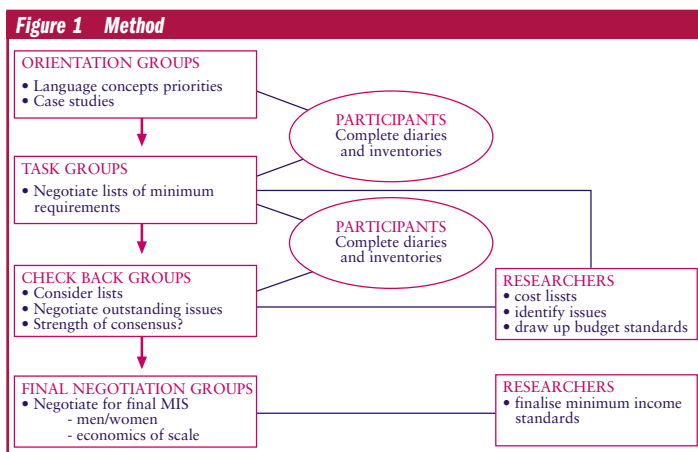 Figure 1 Method
ORIENTATION GROUPS
• Language concepts priorities
• Case studies
PARTICIPANTS
Complete diaries
and inventories
TASK GROUPS
• Negotiate lists of minimum
requirements
PARTICIPANTS
Complete diaries
and inventories
CHECK BACK GROUPS
• Consider lists
• Negotiate outstanding issues
• Strength of consensus?
RESEARCHERS
• cost lissts
• identify issues
• draw up budget standards
FINAL NEGOTIATION GROUPS
• Negotiate for final MIS
- men/women
- economics of scale
RESEARCHERS
• finalise minimum income
standards